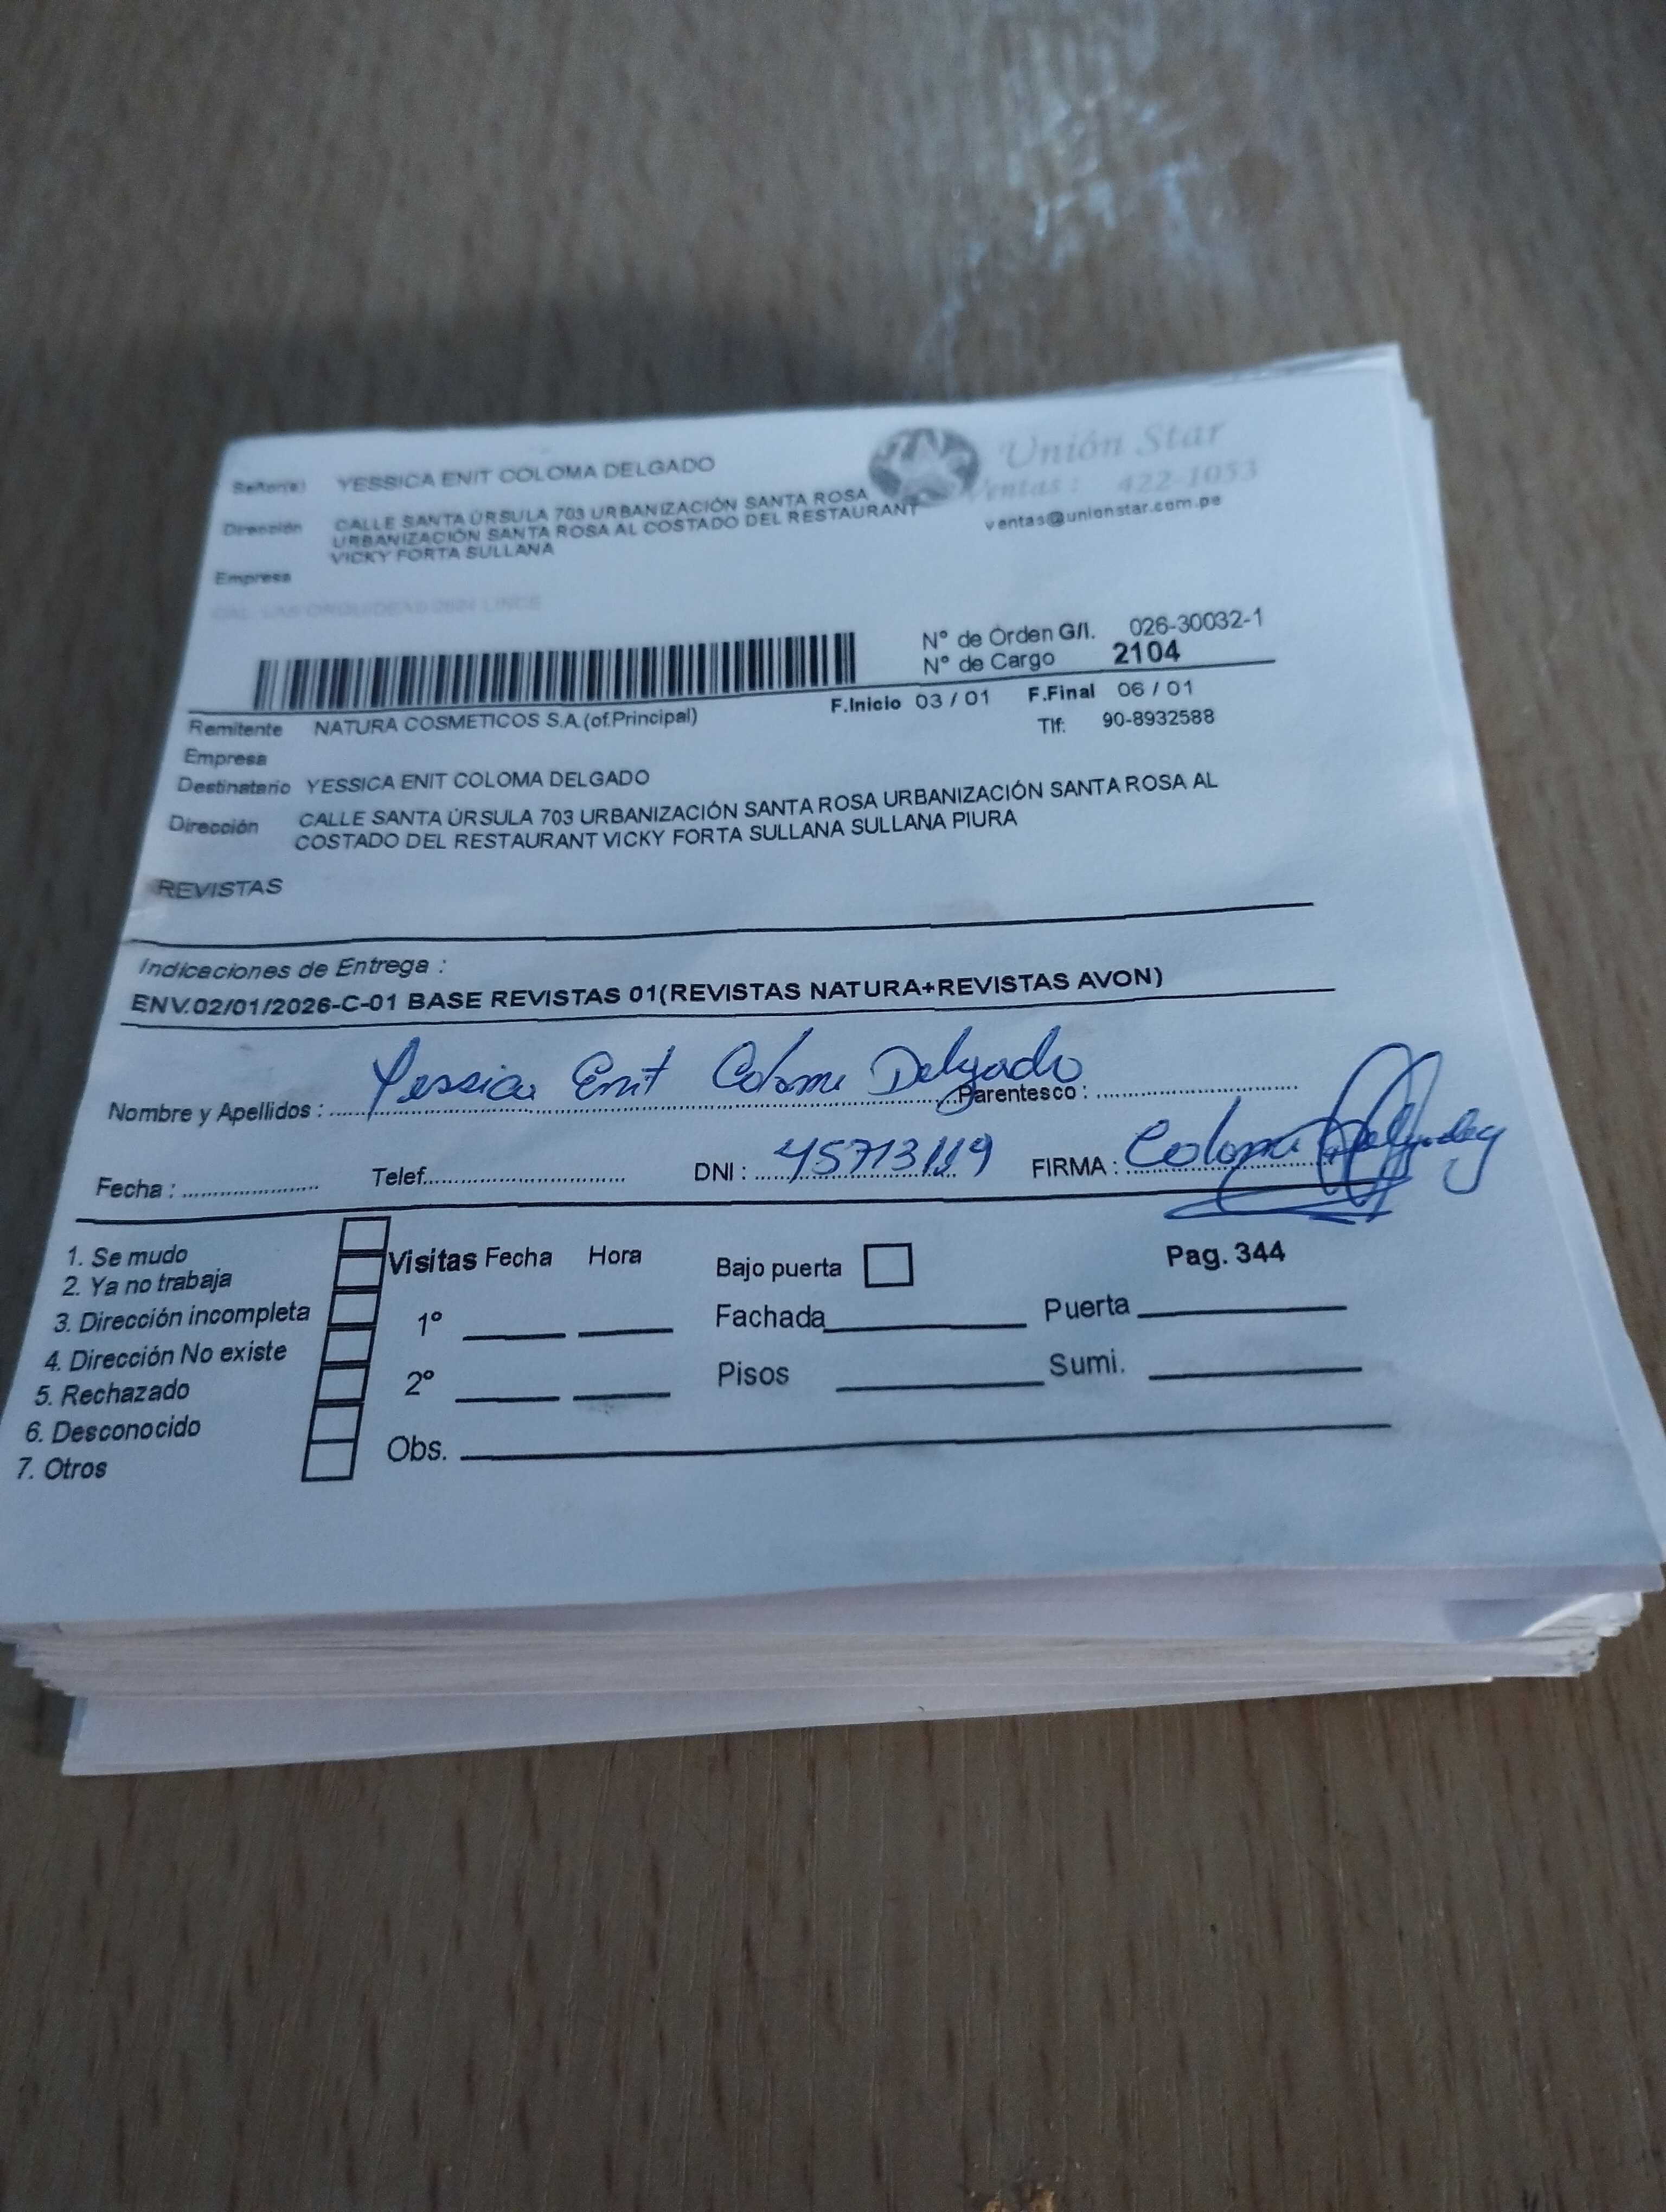 Señor(e) YESSICA ENIT COLOMA DELGADO
Unión Star
Ventas : 422-1053
ventas@unionstar.com.pe
Dirección CALLE SANTA ÚRSULA 703 URBANIZACIÓN SANTA ROSA
URBANIZACIÓN SANTA ROSA AL COSTADO DEL RESTAURANT
VICKY FORTA SULLANA
Empresa
N° de Orden G/I. 026-30032-1
N° de Cargo 2104
F.Inicio 03 / 01 F.Final 06 / 01
Remitente NATURA COSMETICOS S.A.(of.Principal)
Tlf: 90-8932588
Empresa
Destinatario YESSICA ENIT COLOMA DELGADO
Dirección CALLE SANTA ÚRSULA 703 URBANIZACIÓN SANTA ROSA URBANIZACIÓN SANTA ROSA AL
COSTADO DEL RESTAURANT VICKY FORTA SULLANA SULLANA PIURA
REVISTAS
Indicaciones de Entrega :
ENV.02/01/2026-C-01 BASE REVISTAS 01(REVISTAS NATURA+REVISTAS AVON)
Nombre y Apellidos : Yessica Enit Coloma Delgado Parentesco :
Fecha : Telef. DNI : 45713119 FIRMA : Coloma
1. Se mudo
2. Ya no trabaja
3. Dirección incompleta
4. Dirección No existe
5. Rechazado
6. Desconocido
7. Otros
Visitas Fecha Hora
1º
2º
Obs.
Bajo puerta
Pag. 344
Fachada Puerta
Pisos Sumi.